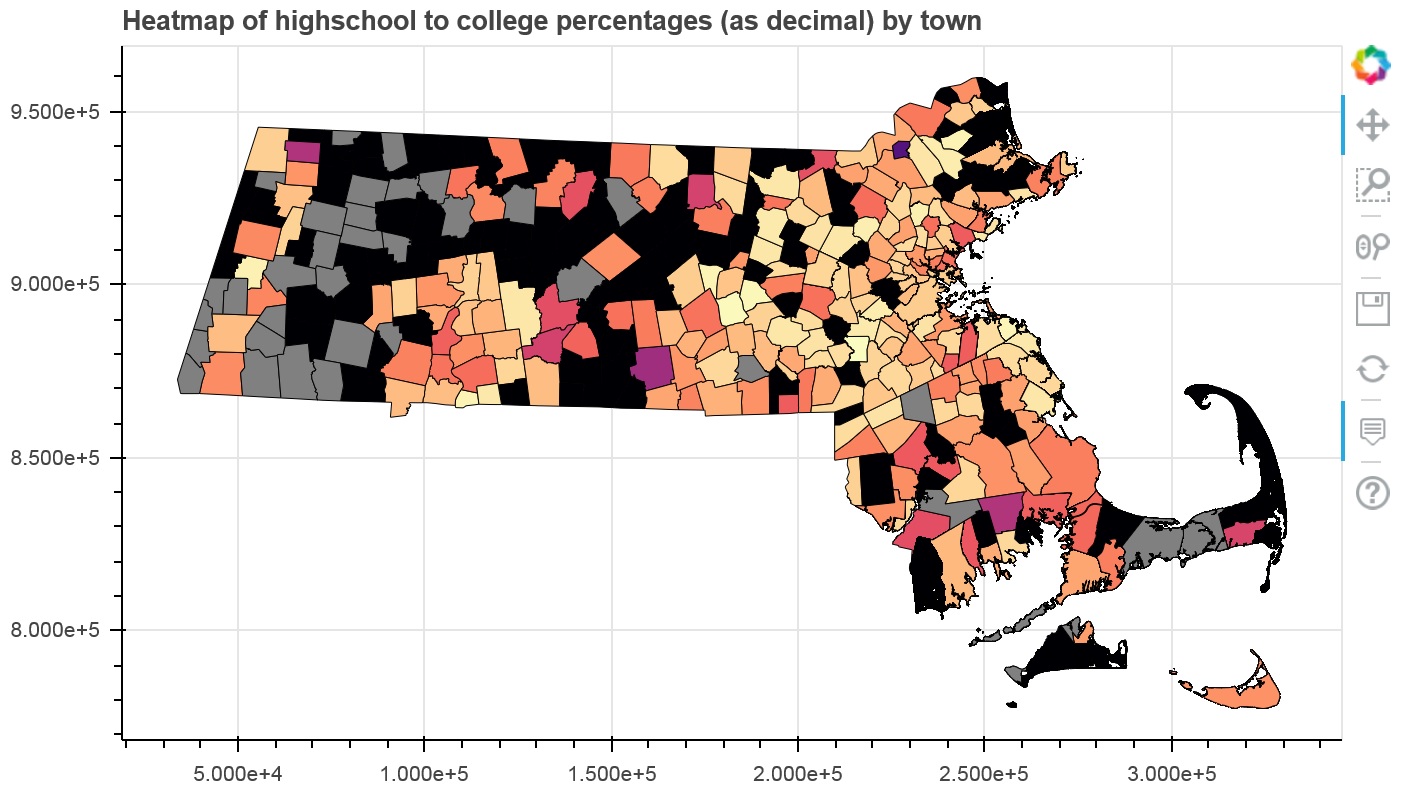 Heatmap of highschool to college percentages (as decimal) by town
9.500e+5
9.000e+5
8.500e+5
8.000e+5
5.000e+4
1.000e+5
1.500e+5
2.000e+5
2.500e+5
3.000e+5